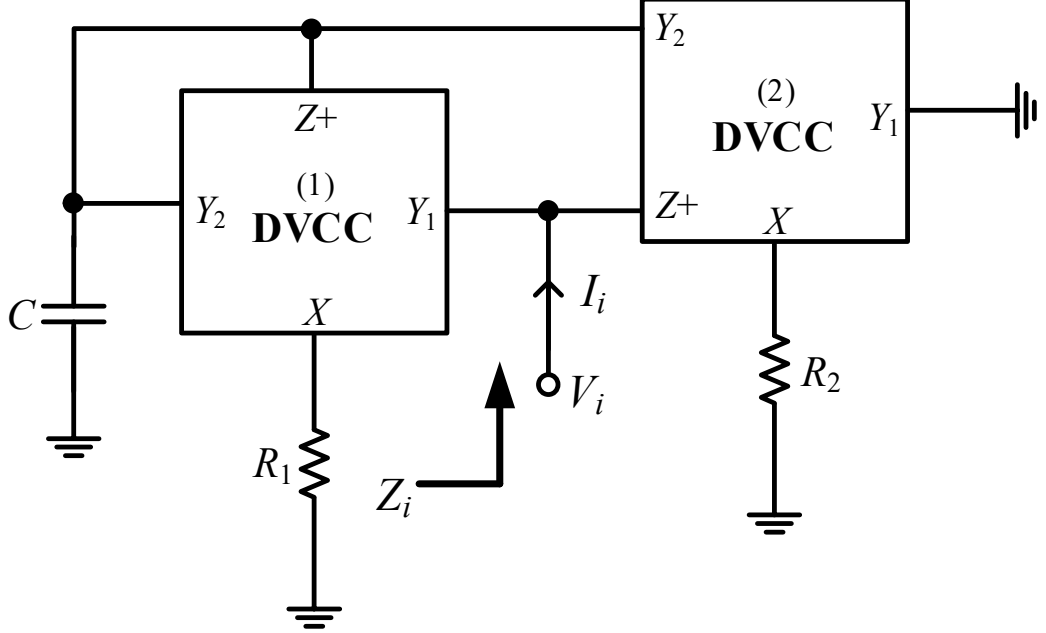 Y2
(2)
DVCC
Y1
Z+
X
Z+
(1)
DVCC
Y2
Y1
X
C
Ii
Vi
R2
R1
Zi